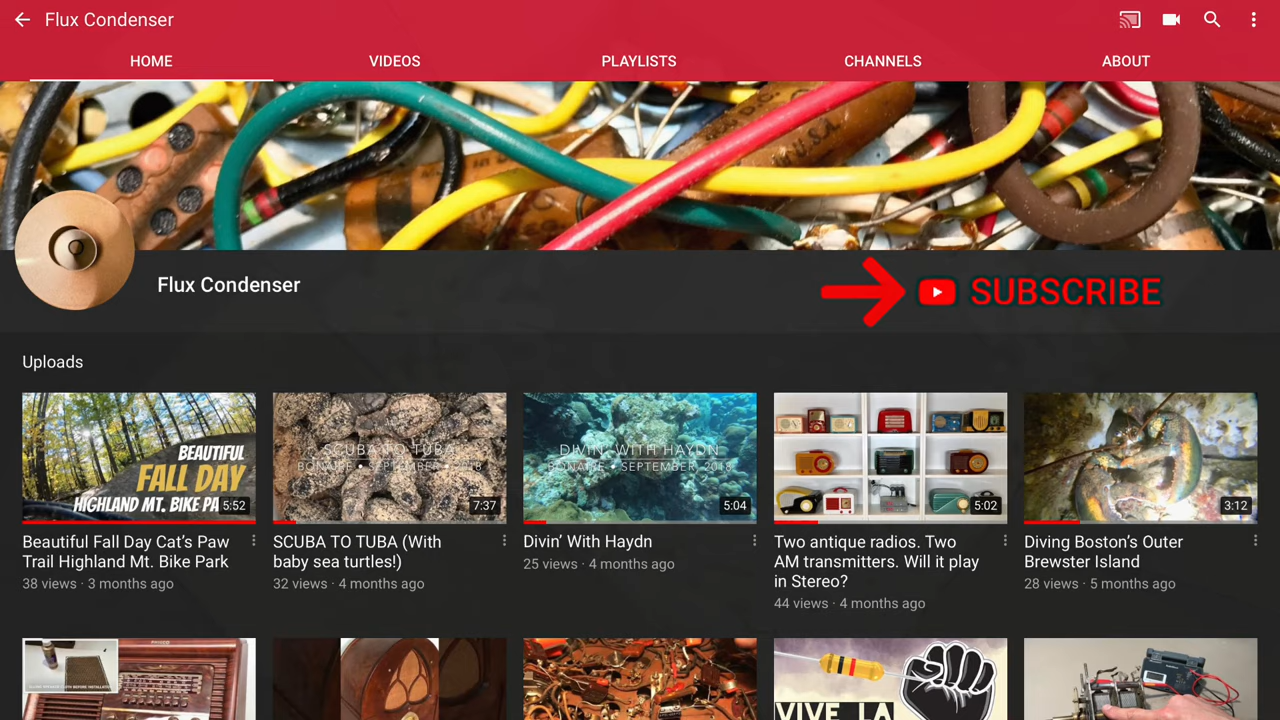 Flux Condenser
HOME
VIDEOS
PLAYLISTS
CHANNELS
ABOUT
in U.S.A.
Flux Condenser
SUBSCRIBE
Uploads
BEAUTIFUL
FALL DAY
HIGHLAND MT. BIKE PA
5:52
SCUBA TO TUBA
BONAIRE • SEPTEMBER, 2018
7:37
DIVIN' WITH HAYDN
BONAIRE • SEPTEMBER, 2018
5:04
5:02
3:12
Beautiful Fall Day Cat's Paw
Trail Highland Mt. Bike Park
38 views · 3 months ago
SCUBA TO TUBA (With
baby sea turtles!)
32 views · 4 months ago
Divin' With Haydn
25 views · 4 months ago
Two antique radios. Two
AM transmitters. Will it play
in Stereo?
44 views · 4 months ago
Diving Boston's Outer
Brewster Island
28 views · 5 months ago
VIVE LA